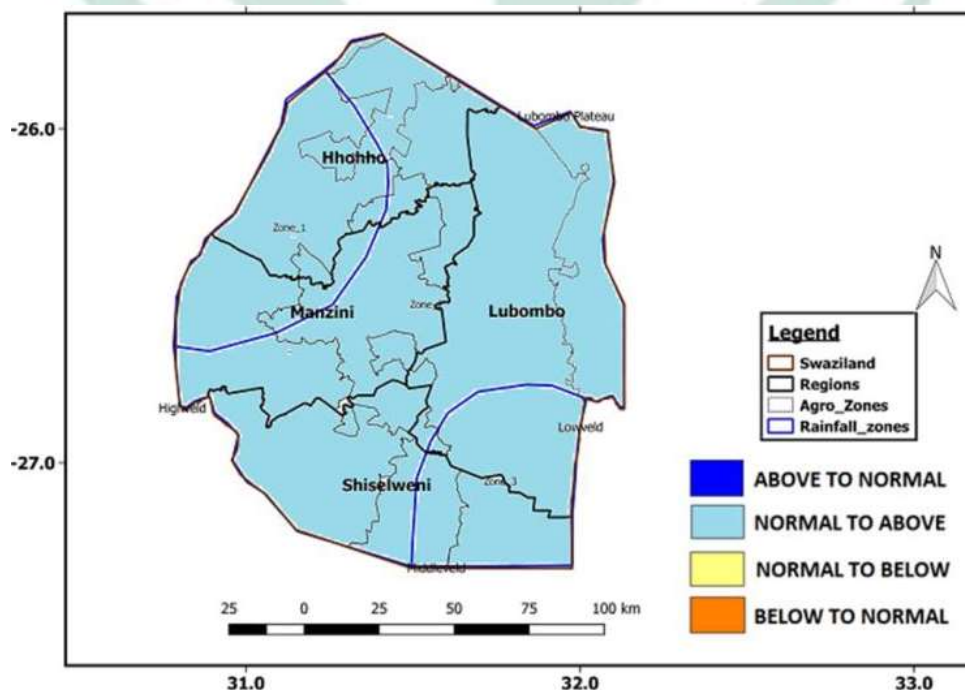 -26.0
-27.0
Lubombo Plateau
Hhohho
Zone_1
Manzini
Zone_
Lubombo
Highveld
Lowveld
Shiselweni
Zone_3
Middleveld
N
Legend
Swaziland
Regions
Agro_Zones
Rainfall_zones
ABOVE TO NORMAL
NORMAL TO ABOVE
NORMAL TO BELOW
BELOW TO NORMAL
25 0 25 50 75 100 km
31.0 32.0 33.0